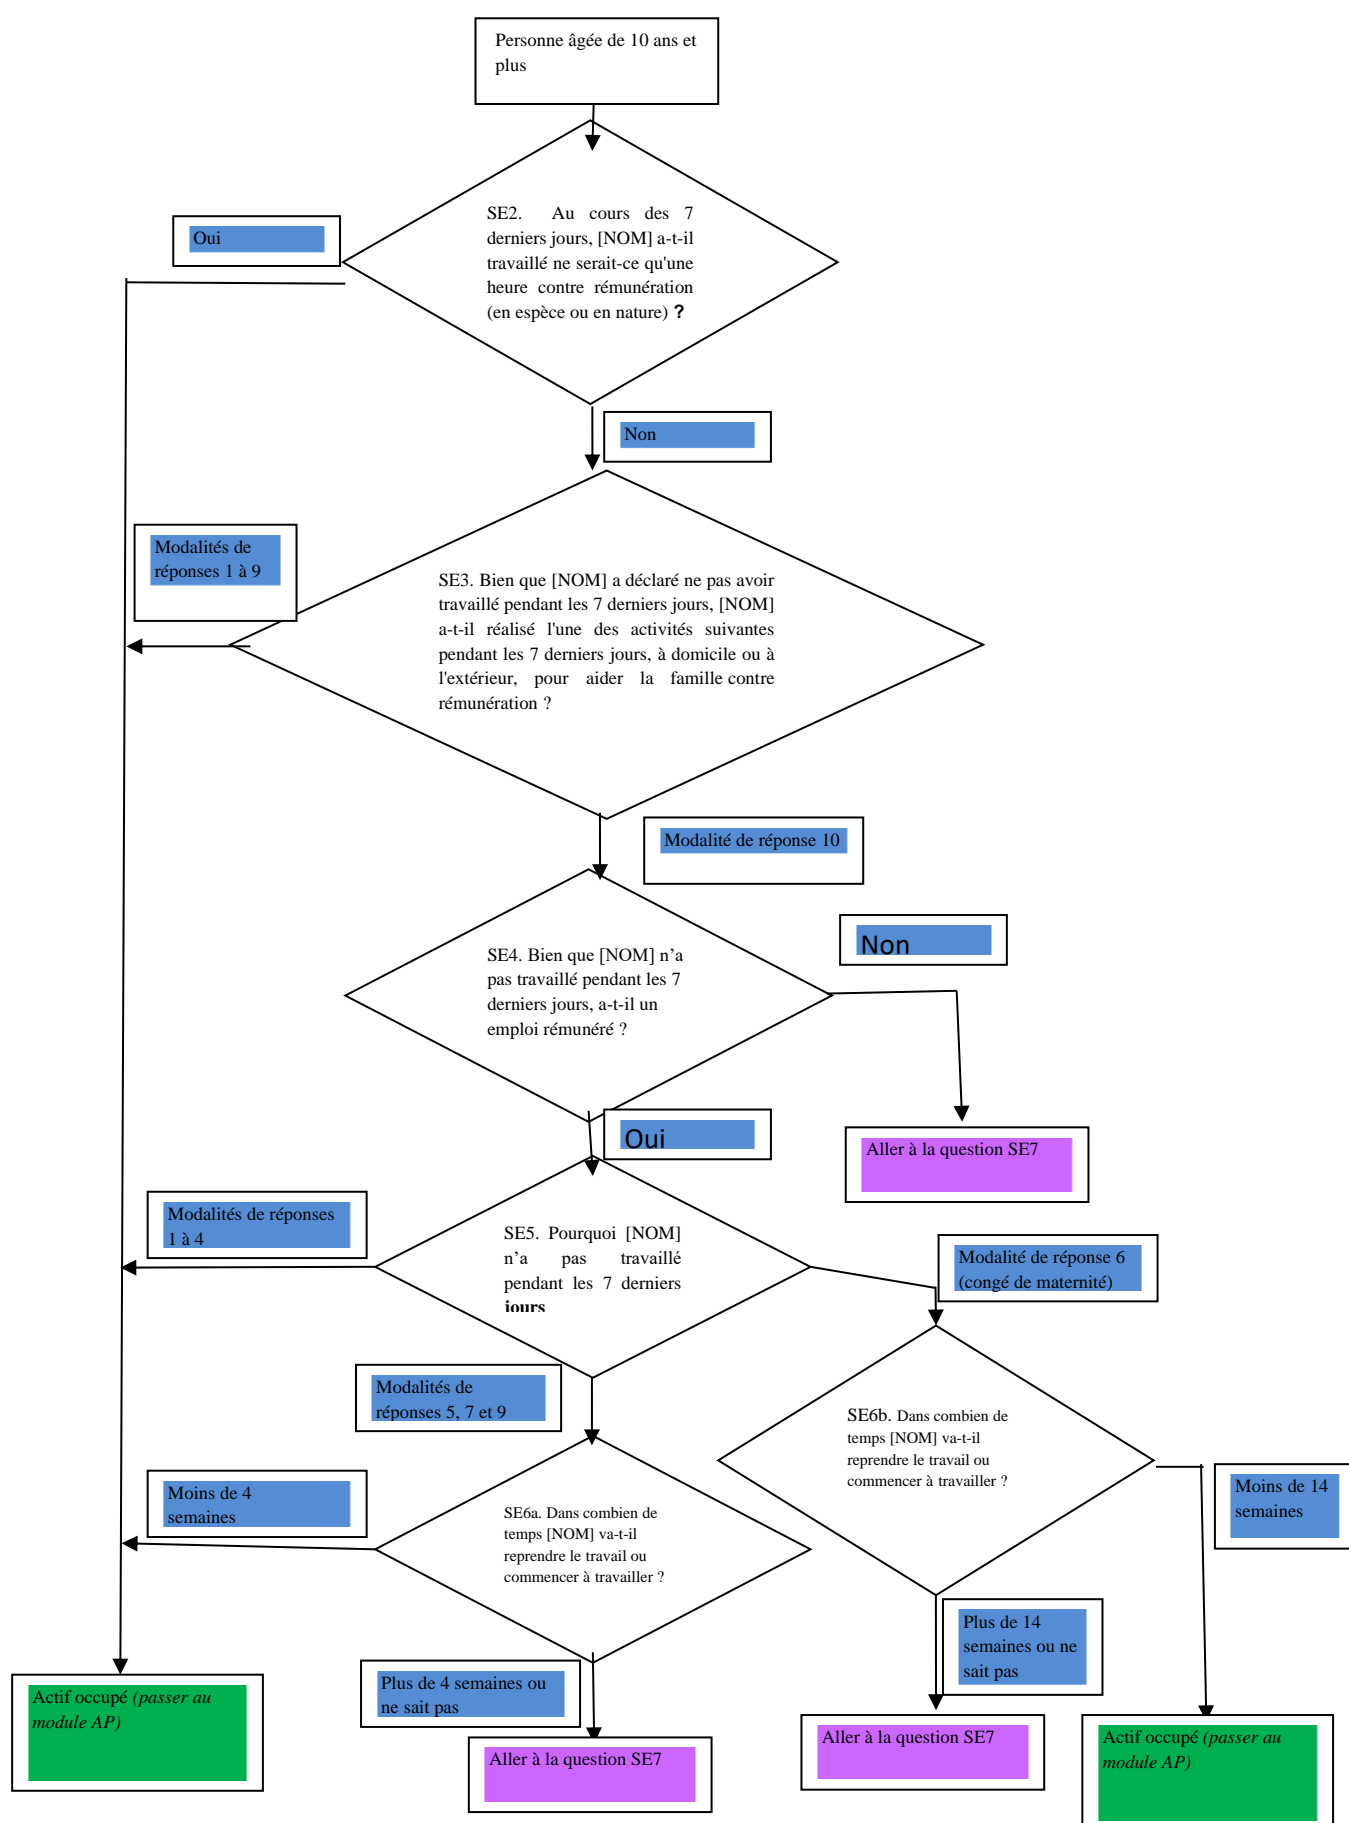 Personne âgée de 10 ans et
plus
SE2. Au cours des 7
derniers jours, [NOM] a-t-il
travaillé ne serait-ce qu'une
heure contre rémunération
(en espèce ou en nature) ?
Oui
Non
Modalités de
réponses 1 à 9
SE3. Bien que [NOM] a déclaré ne pas avoir
travaillé pendant les 7 derniers jours, [NOM]
a-t-il réalisé l'une des activités suivantes
pendant les 7 derniers jours, à domicile ou à
l'extérieur, pour aider la famille contre
rémunération ?
Modalité de réponse 10
SE4. Bien que [NOM] n’a
pas travaillé pendant les 7
derniers jours, a-t-il un
emploi rémunéré ?
Non
Oui
Aller à la question SE7
Modalités de réponses
1 à 4
SE5. Pourquoi [NOM]
n’a pas travaillé
pendant les 7 derniers
jours
Modalité de réponse 6
(congé de maternité)
Modalités de
réponses 5, 7 et 9
SE6b. Dans combien de
temps [NOM] va-t-il
reprendre le travail ou
commencer à travailler ?
Moins de 4
semaines
SE6a. Dans combien de
temps [NOM] va-t-il
reprendre le travail ou
commencer à travailler ?
Moins de 14
semaines
Plus de 14
semaines ou ne
sait pas
Plus de 4 semaines ou
ne sait pas
Actif occupé (passer au
module AP)
Aller à la question SE7
Aller à la question SE7
Actif occupé (passer au
module AP)